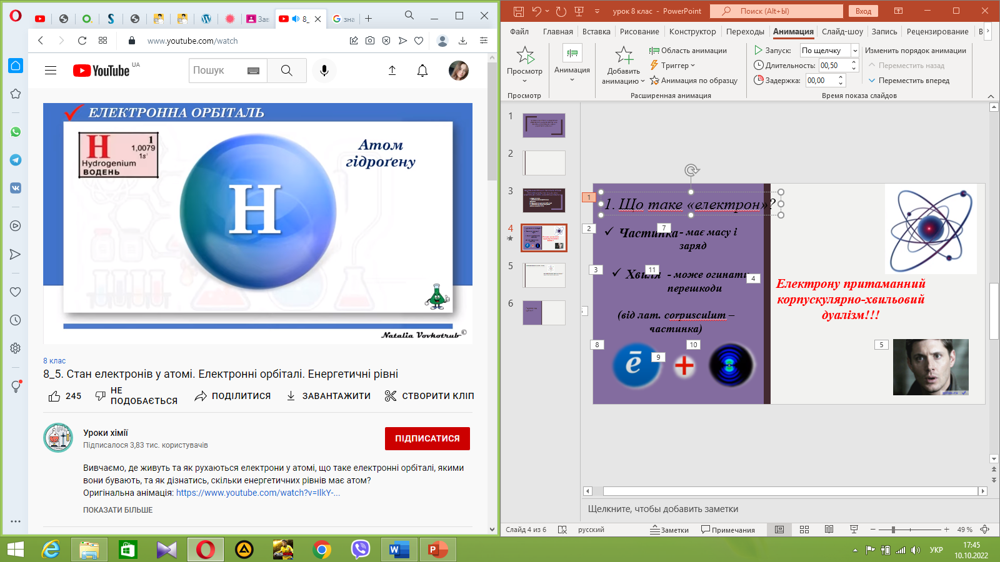 8_
Зав
зна
www.youtube.com/watch
YouTube
UA
Пошук
ЕЛЕКТРОННА ОРБІТАЛЬ
H
1
1,0079
1s¹
Hydrogenium
ВОДЕНЬ
H
Атом
гідроґену
Natalia Vovkotrub©
8 клас
8_5. Стан електронів у атомі. Електронні орбіталі. Енергетичні рівні
245
НЕ ПОДОБАЄТЬСЯ
ПОДІЛИТИСЯ
ЗАВАНТАЖИТИ
СТВОРИТИ КЛІП
Уроки хімії
Підписалося 3,83 тис. користувачів
ПІДПИСАТИСЯ
Вивчаємо, де живуть та як рухаються електрони у атомі, що таке електронні орбіталі, якими
вони бувають, та як дізнатись, скільки енергетичних рівнів має атом?
Оригінальна анімація: https://www.youtube.com/watch?v=IlkY-...
ПОКАЗАТИ БІЛЬШЕ
урок 8 клас - PowerPoint
Поиск (Alt+Ы)
Вход
Файл Главная Вставка Рисование Конструктор Переходы Анимация Слайд-шоу Запись Рецензирование В
Просмотр
Анимация
Добавить
анимацию
Область анимации
Триггер
Анимация по образцу
Запуск: По щелчку
Длительность: 00,50
Задержка: 00,00
Изменить порядок анимации
Переместить назад
Переместить вперед
Просмотр
Расширенная анимация
Время показа слайдов
1
2
3
4
5
6
1
1. Що таке «електрон»?
2
7
Частинка - має масу і
заряд
3
11
4
Хвиля - може огинати
перешкоди
(від лат. corpusculum –
частинка)
8
9
10
ē
Електрону притаманний
корпускулярно-хвильовий
дуалізм!!!
5
Щелкните, чтобы добавить заметки
Слайд 4 из 6
русский
Заметки
Примечания
49 %
УКР
17:45
10.10.2022